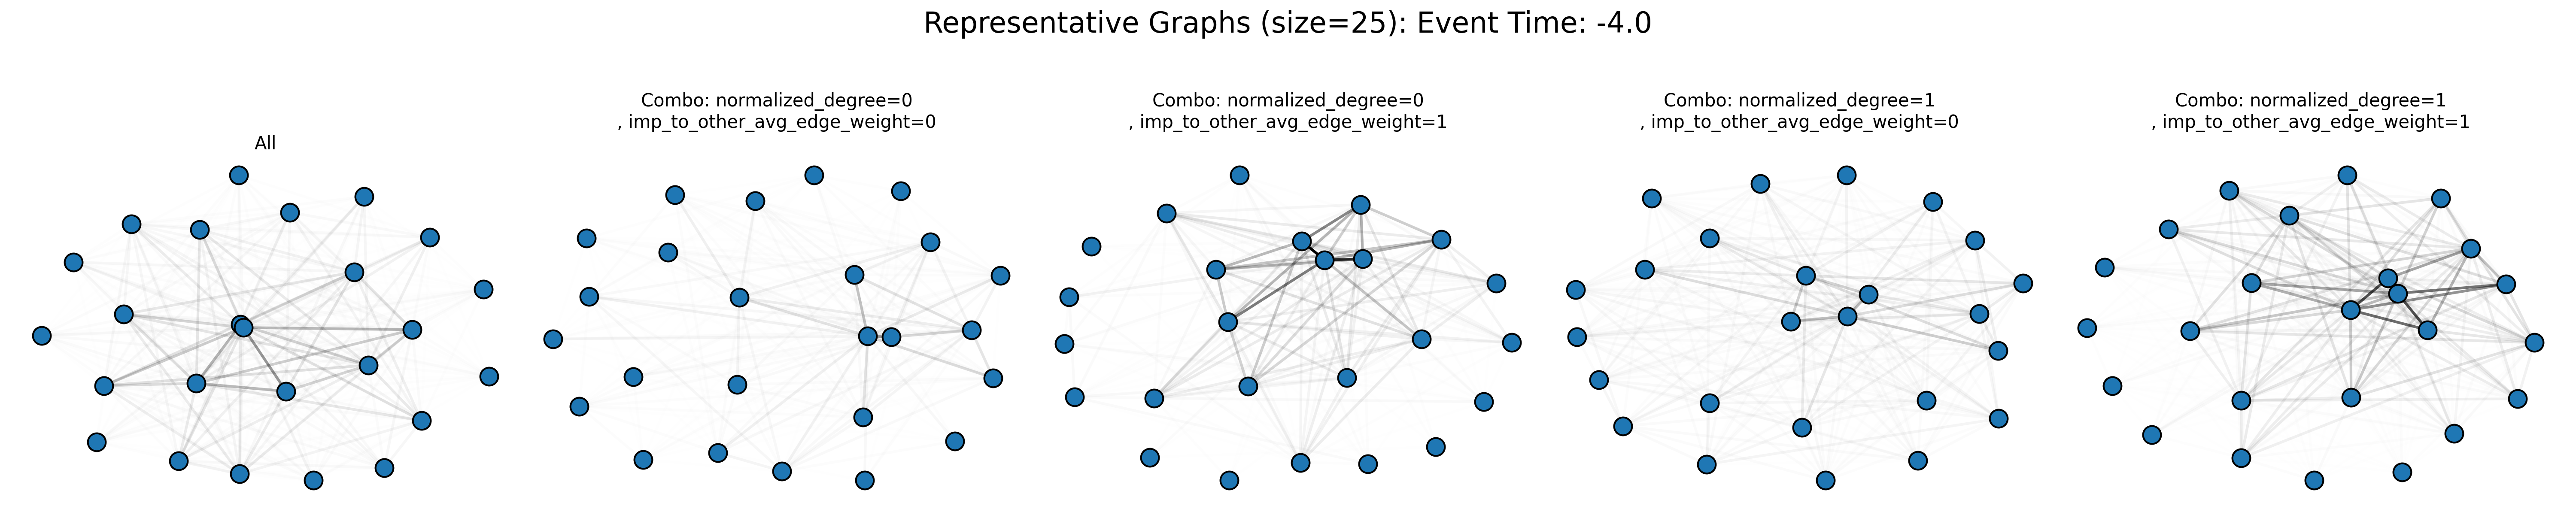 Representative Graphs (size=25): Event Time: -4.0
All
Combo: normalized_degree=0
, imp_to_other_avg_edge_weight=0
Combo: normalized_degree=0
, imp_to_other_avg_edge_weight=1
Combo: normalized_degree=1
, imp_to_other_avg_edge_weight=0
Combo: normalized_degree=1
, imp_to_other_avg_edge_weight=1